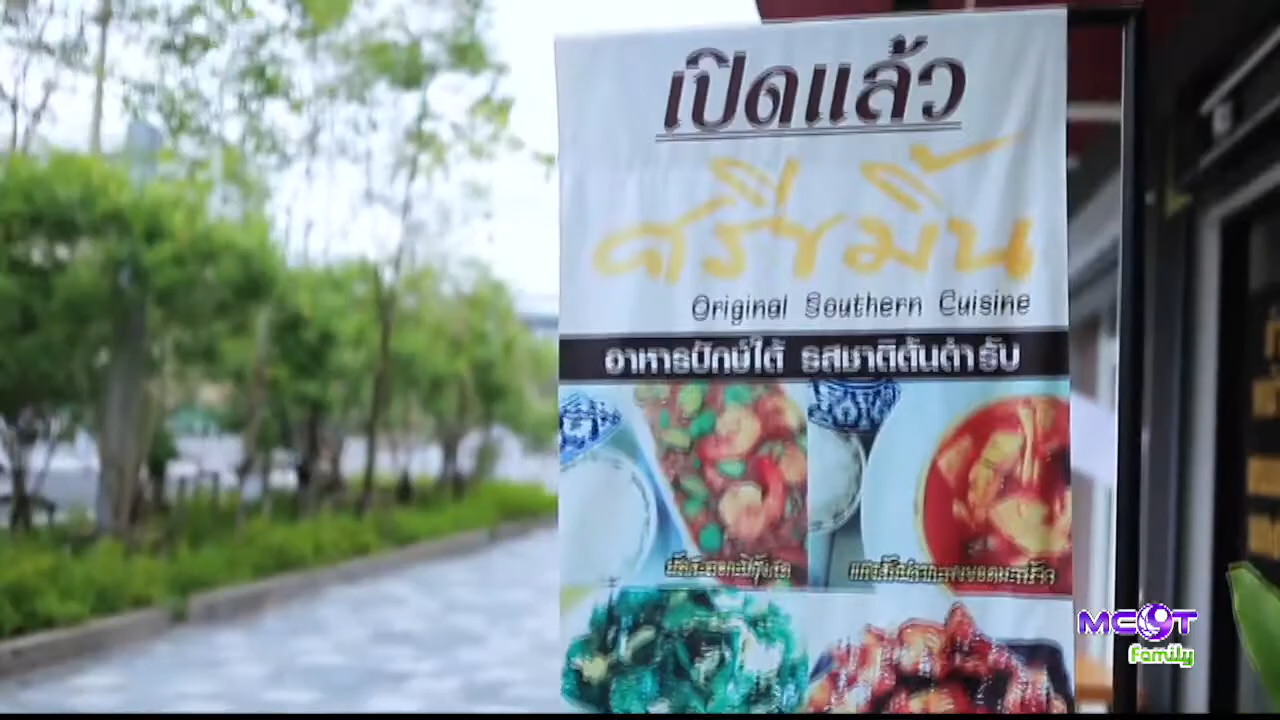 เปิดแล้ว
ศรีขมิ้น
Original Southern Cuisine
อาหารปักษ์ใต้ รสชาติต้นตำรับ
MCOT
Family